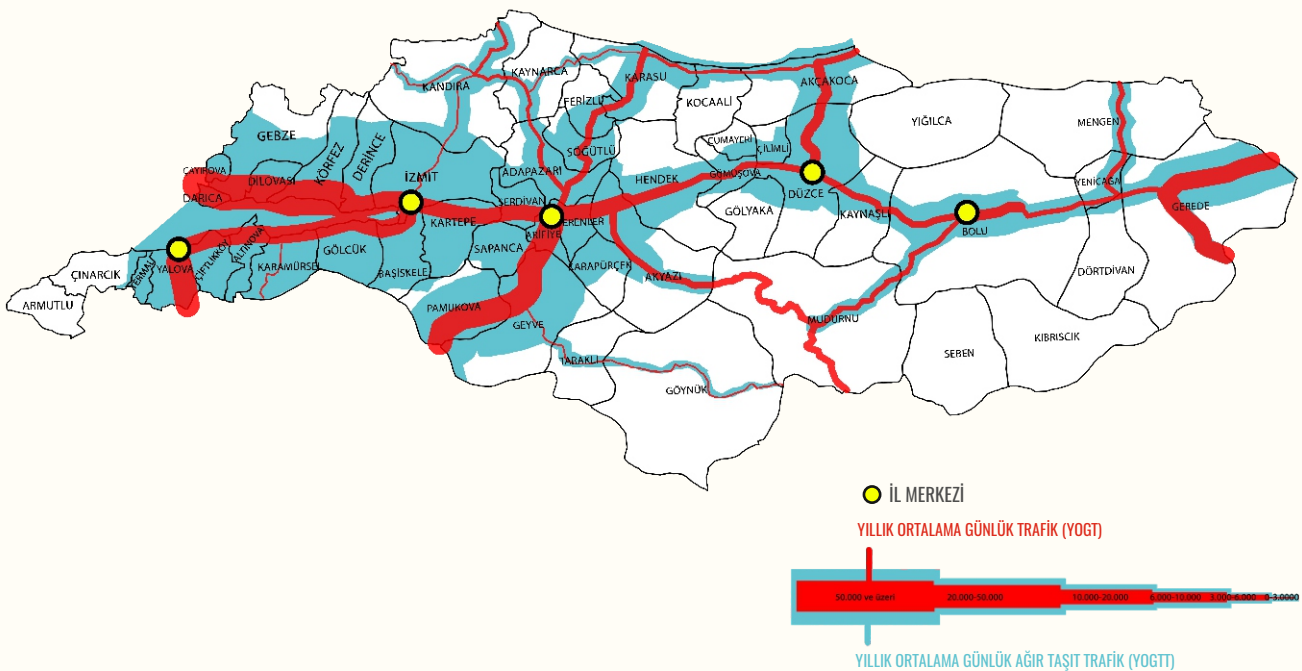 KAYNARCA
KANDIRA
KARASU
AKÇAKOCA
FERİZLİ
KOCAALİ
YIĞILCA
MENGEN
GEBZE
KÖRFEZ
DERİNCE
SÖĞÜTLÜ
CUMAYERİ
ÇİLİMLİ
ÇAYIROVA
DİLOVASI
İZMİT
ADAPAZARI
HENDEK
GÜMÜŞOVA
YENİÇAĞA
DARICA
SERDİVAN
DÜZCE
GEREDE
KARTEPE
ERENLER
GÖLYAKA
KAYNAŞLI
ARİFİYE
BOLU
SAPANCA
GÖLCÜK
ALTINOVA
ÇİFTLİKKÖY
YALOVA
TERMAL
KARAMÜRSEL
BAŞİSKELE
KARAPÜRÇEK
AKYAZI
ÇINARCIK
DÖRTDİVAN
ARMUTLU
PAMUKOVA
GEYVE
MUDURNU
KIBRISCIK
SEBEN
TARAKLI
GÖYNÜK
İL MERKEZİ
YILLIK ORTALAMA GÜNLÜK TRAFİK (YOGT)
50.000 ve üzeri 20.000-50.000 10.000-20.000 6.000-10.000 3.000-6.000 0-3.0000
YILLIK ORTALAMA GÜNLÜK AĞIR TAŞIT TRAFİK (YOGTT)